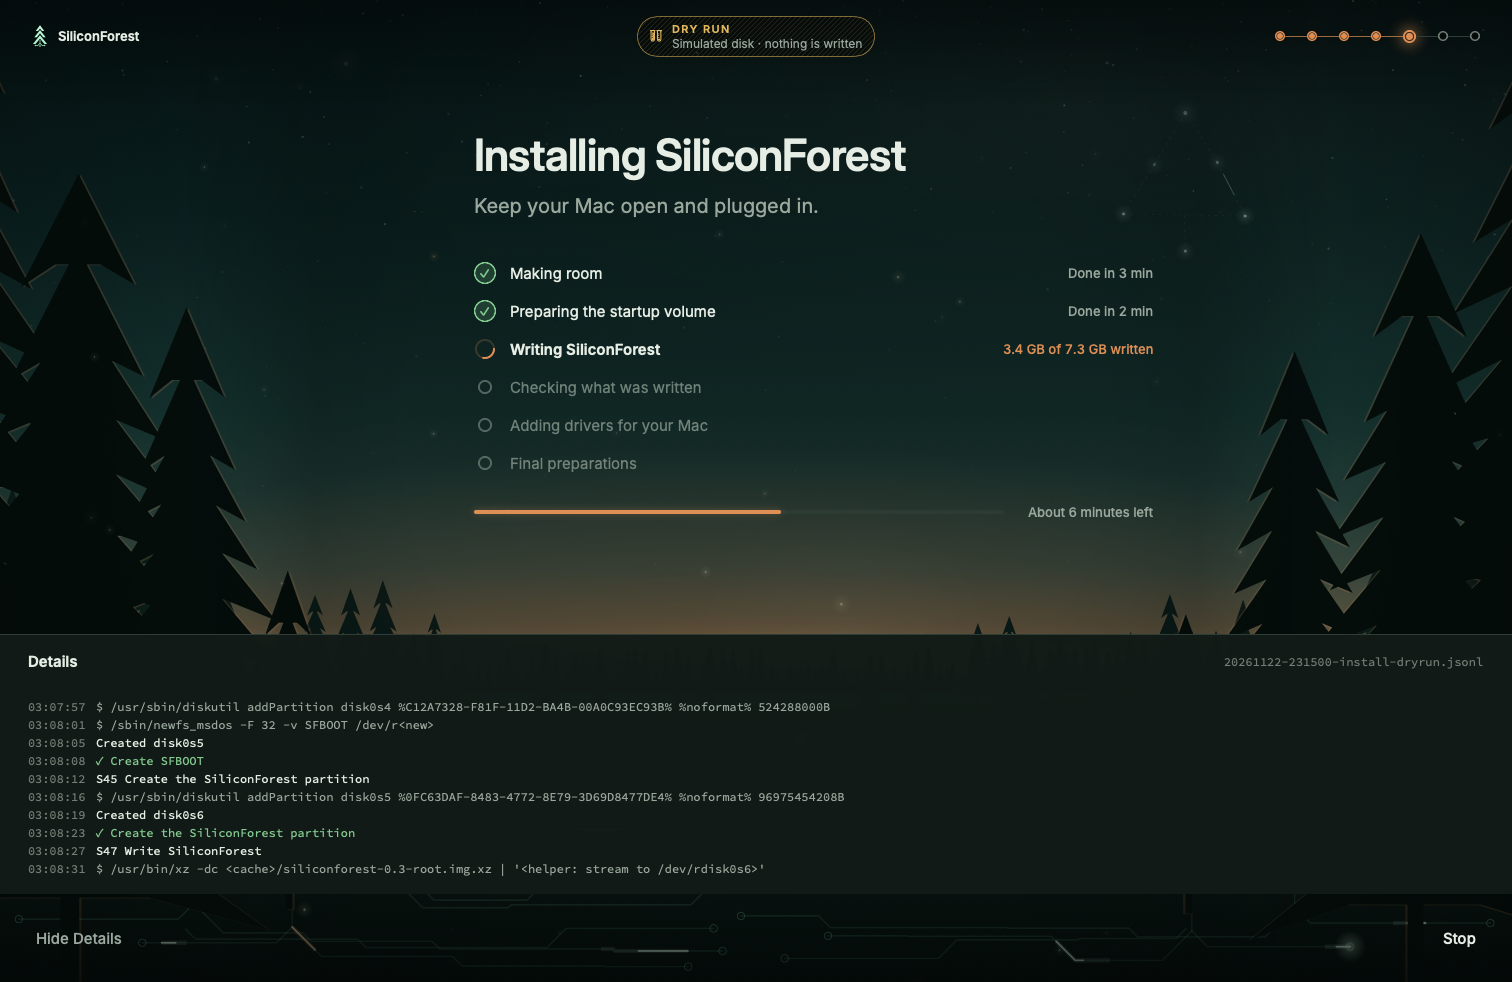 SiliconForest
DRY RUN
Simulated disk · nothing is written
Installing SiliconForest
Keep your Mac open and plugged in.
Making room
Done in 3 min
Preparing the startup volume
Done in 2 min
Writing SiliconForest
3.4 GB of 7.3 GB written
Checking what was written
Adding drivers for your Mac
Final preparations
About 6 minutes left
Details
20261122-231500-install-dryrun.jsonl
03:07:57 $ /usr/sbin/diskutil addPartition disk0s4 %C12A7328-F81F-11D2-BA4B-00A0C93EC93B% %noformat% 524288000B
03:08:01 $ /sbin/newfs_msdos -F 32 -v SFBOOT /dev/r<new>
03:08:05 Created disk0s5
03:08:08 ✓ Create SFBOOT
03:08:12 S45 Create the SiliconForest partition
03:08:16 $ /usr/sbin/diskutil addPartition disk0s5 %0FC63DAF-8483-4772-8E79-3D69D8477DE4% %noformat% 96975454208B
03:08:19 Created disk0s6
03:08:23 ✓ Create the SiliconForest partition
03:08:27 S47 Write SiliconForest
03:08:31 $ /usr/bin/xz -dc <cache>/siliconforest-0.3-root.img.xz | '<helper: stream to /dev/rdisk0s6>'
Hide Details
Stop